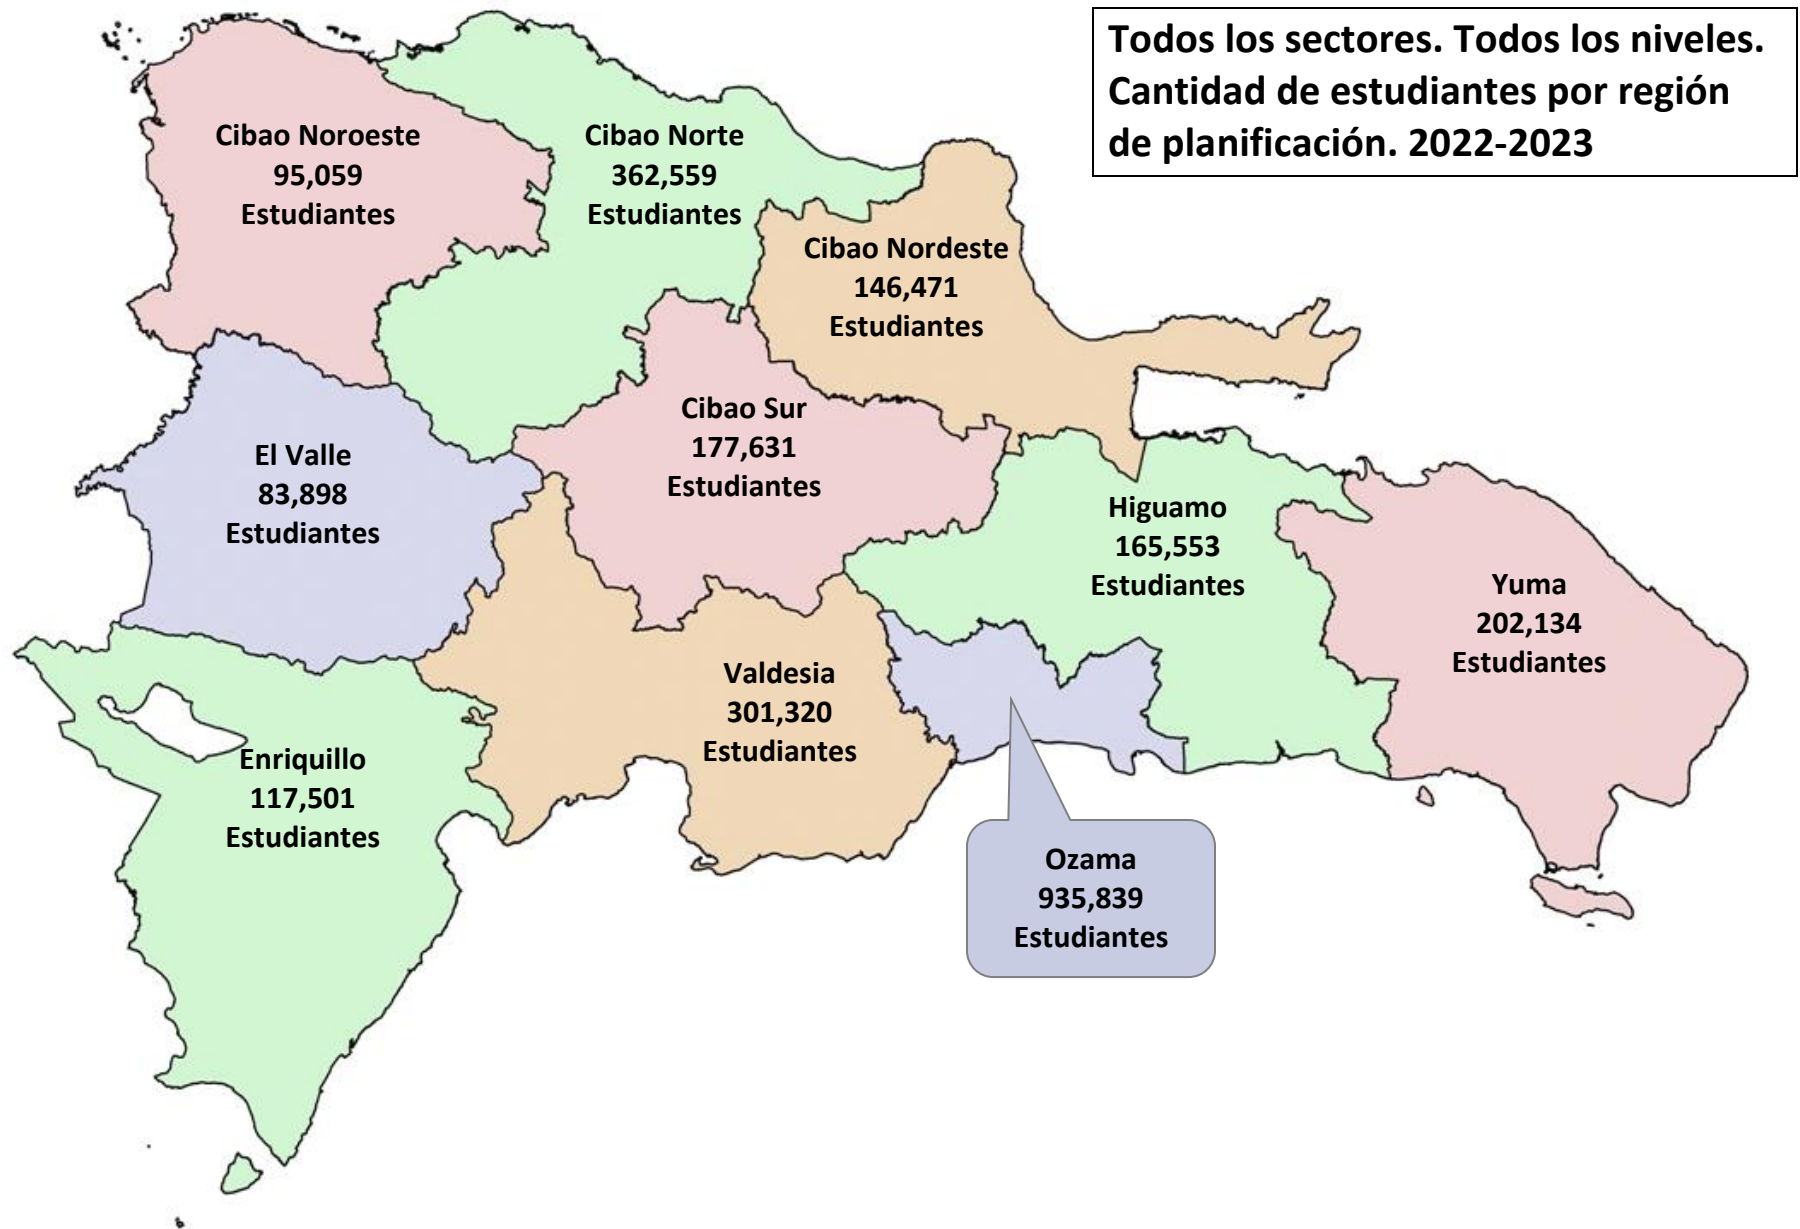 Todos los sectores. Todos los niveles.
Cantidad de estudiantes por región
de planificación. 2022-2023
Cibao Noroeste
95,059
Estudiantes
Cibao Norte
362,559
Estudiantes
Cibao Nordeste
146,471
Estudiantes
Cibao Sur
177,631
Estudiantes
El Valle
83,898
Estudiantes
Higuamo
165,553
Estudiantes
Yuma
202,134
Estudiantes
Valdesia
301,320
Estudiantes
Enriquillo
117,501
Estudiantes
Ozama
935,839
Estudiantes